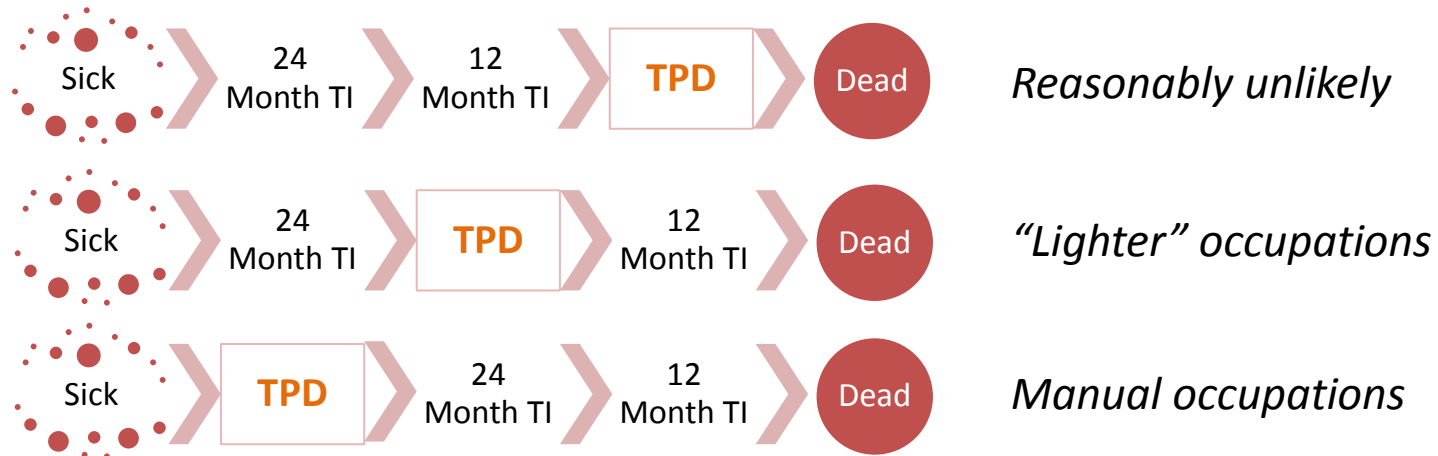 Sick
24
Month TI
12
Month TI
TPD
Dead
Reasonably unlikely
Sick
24
Month TI
TPD
12
Month TI
Dead
“Lighter” occupations
Sick
TPD
24
Month TI
12
Month TI
Dead
Manual occupations